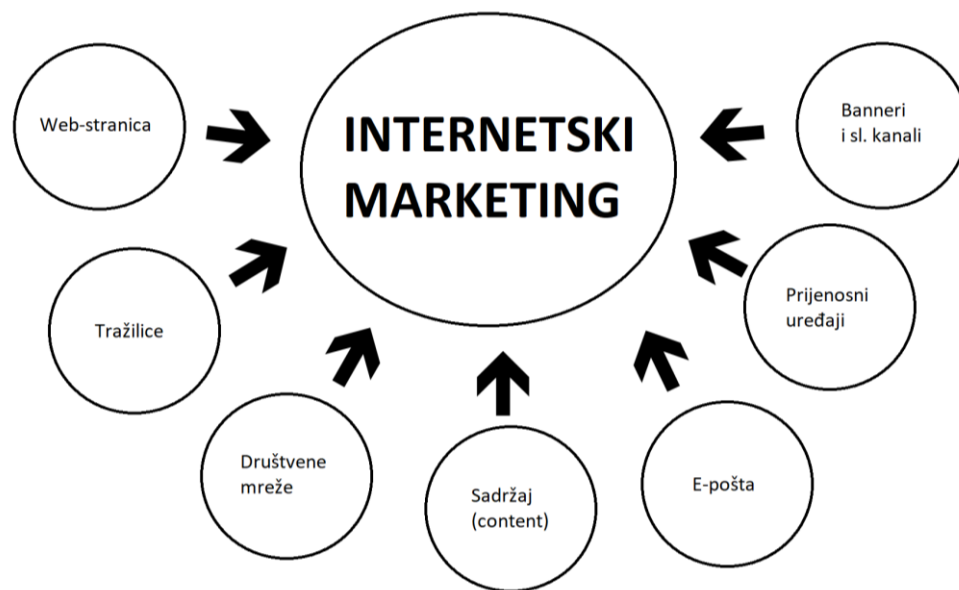 INTERNETSKI
MARKETING
Web-stranica
Tražilice
Društvene
mreže
Sadržaj
(content)
E-pošta
Prijenosni
uređaji
Banneri
i sl. kanali